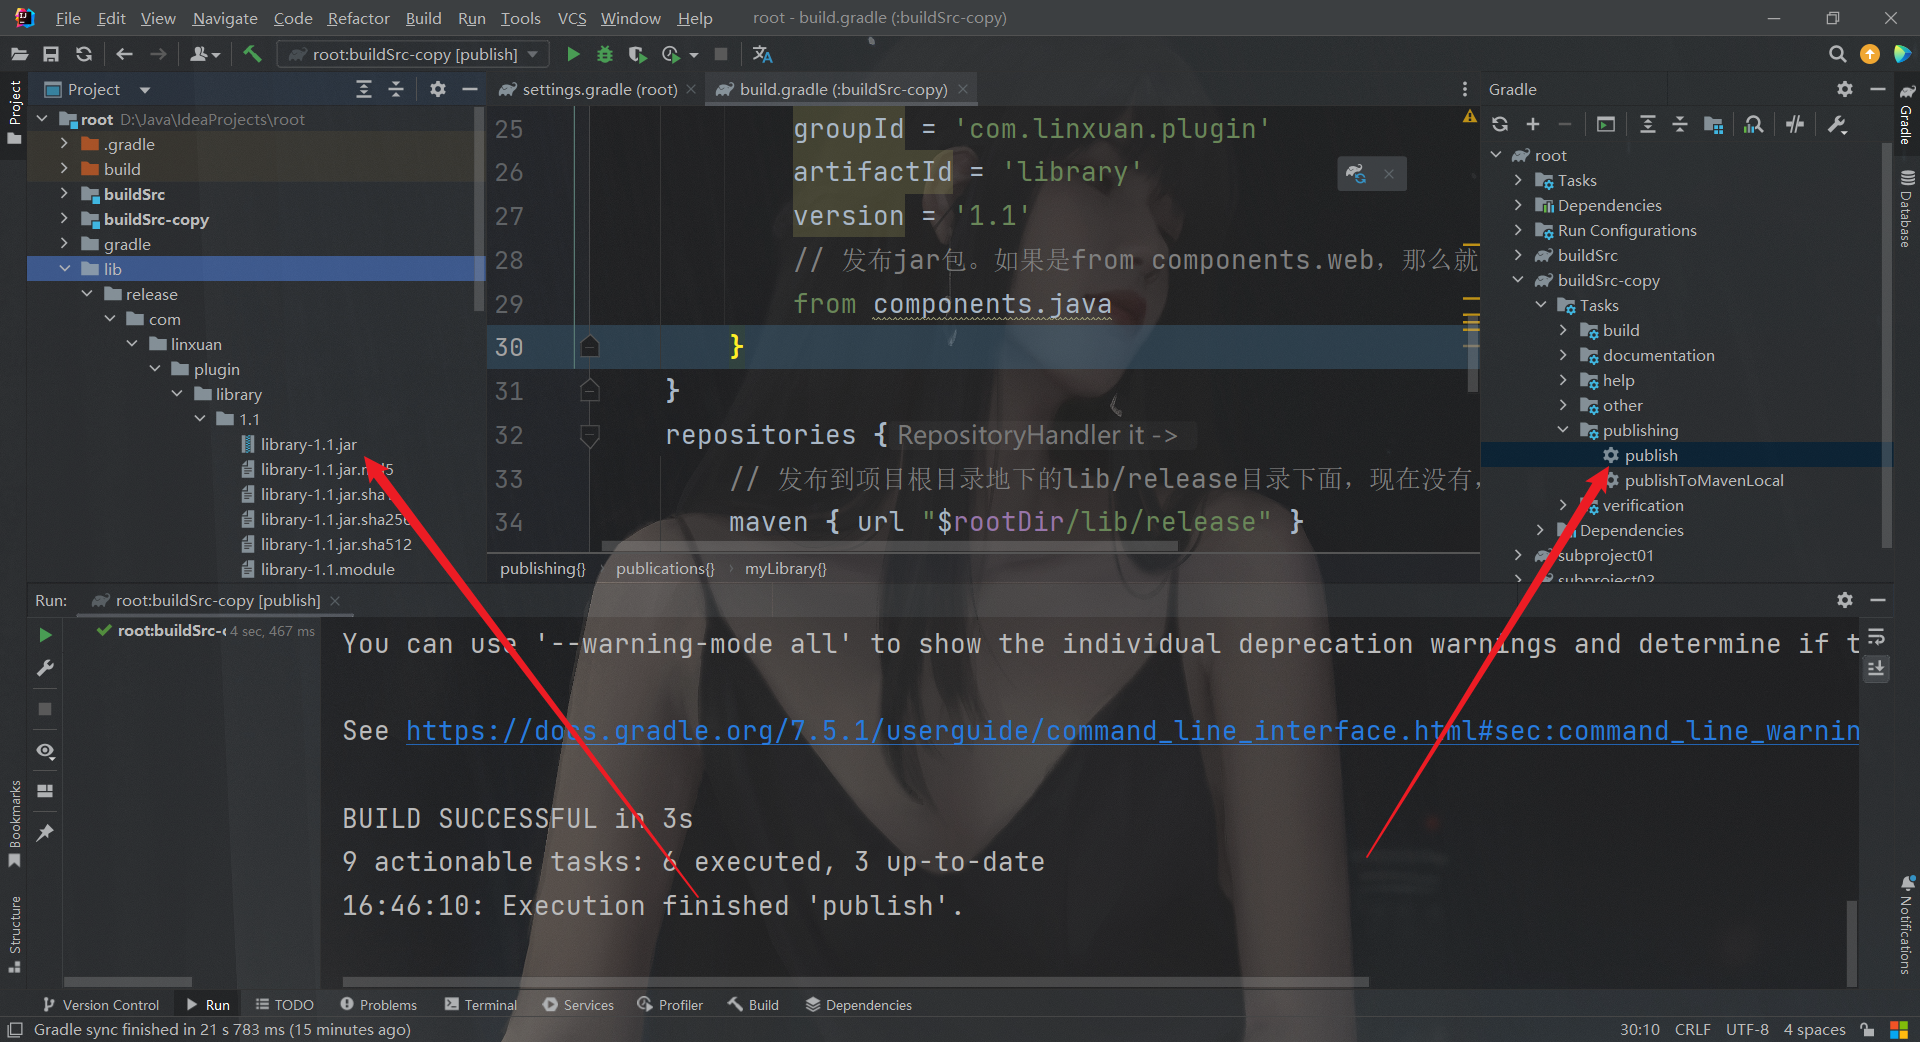 File Edit View Navigate Code Refactor Build Run Tools VCS Window Help root - build.gradle (:buildSrc-copy)
root:buildSrc-copy [publish]
Project
Project
root D:\Java\IdeaProjects\root
.gradle
build
buildSrc
buildSrc-copy
gradle
lib
release
com
linxuan
plugin
library
1.1
library-1.1.jar
library-1.1.jar.md5
library-1.1.jar.sha1
library-1.1.jar.sha256
library-1.1.jar.sha512
library-1.1.module
settings.gradle (root) build.gradle (:buildSrc-copy)
25 groupId = 'com.linxuan.plugin'
26 artifactId = 'library'
27 version = '1.1'
28 // 发布jar包。如果是from components.web，那么就
29 from components.java
30 }
31 }
32 repositories { RepositoryHandler it ->
33 // 发布到项目根目录地下的lib/release目录下面，现在没有，
34 maven { url "$rootDir/lib/release" }
publishing{} › publications{} › myLibrary{}
Gradle
root
Tasks
Dependencies
Run Configurations
buildSrc
buildSrc-copy
Tasks
build
documentation
help
other
publishing
publish
publishToMavenLocal
verification
Dependencies
subproject01
subproject02
Gradle
Database
Notifications
Run: root:buildSrc-copy [publish]
root:buildSrc-c 4 sec, 467 ms
You can use '--warning-mode all' to show the individual deprecation warnings and determine if t
See https://docs.gradle.org/7.5.1/userguide/command_line_interface.html#sec:command_line_warnin
BUILD SUCCESSFUL in 3s
9 actionable tasks: 6 executed, 3 up-to-date
16:46:10: Execution finished 'publish'.
Bookmarks
Structure
Version Control Run TODO Problems Terminal Services Profiler Build Dependencies
Gradle sync finished in 21 s 783 ms (15 minutes ago)
30:10 CRLF UTF-8 4 spaces